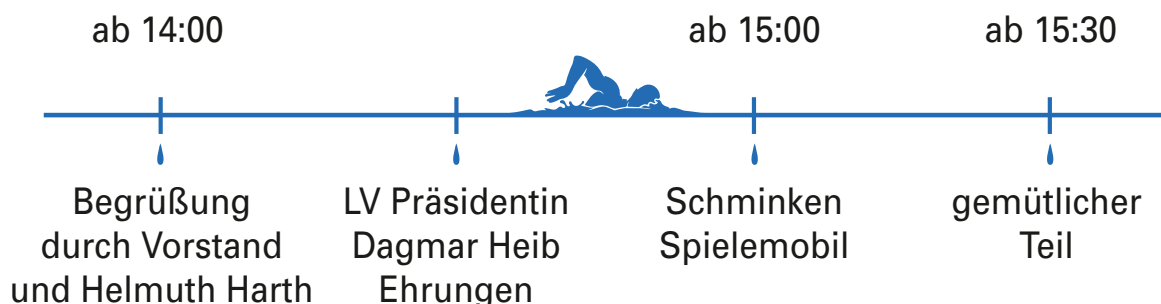 ab 14:00
ab 15:00
ab 15:30
Begrüßung
durch Vorstand
und Helmuth Harth
LV Präsidentin
Dagmar Heib
Ehrungen
Schminken
Spielemobil
gemütlicher
Teil